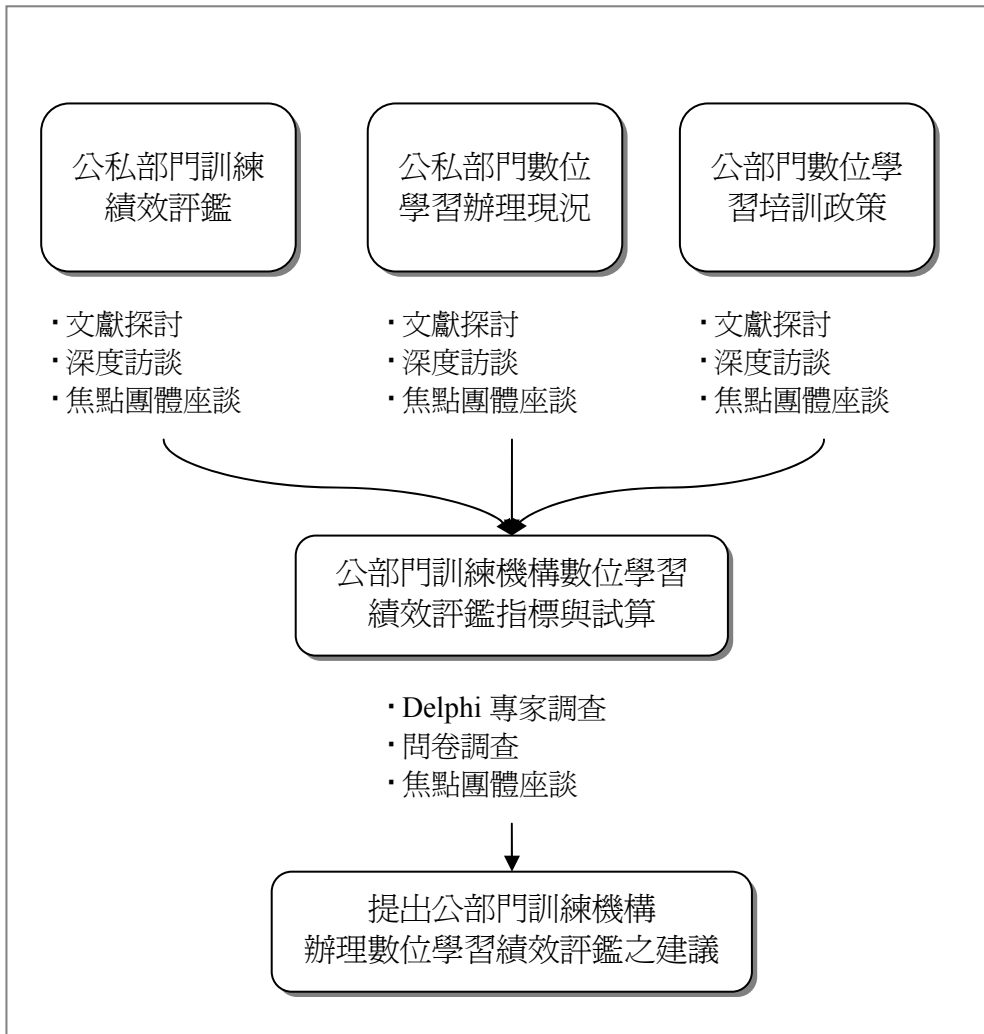 公私部門訓練
績效評鑑
公私部門數位
學習辦理現況
公部門數位學
習培訓政策
・文獻探討
・深度訪談
・焦點團體座談
・文獻探討
・深度訪談
・焦點團體座談
・文獻探討
・深度訪談
・焦點團體座談
公部門訓練機構數位學習
績效評鑑指標與試算
・Delphi 專家調查
・問卷調查
・焦點團體座談
提出公部門訓練機構
辦理數位學習績效評鑑之建議